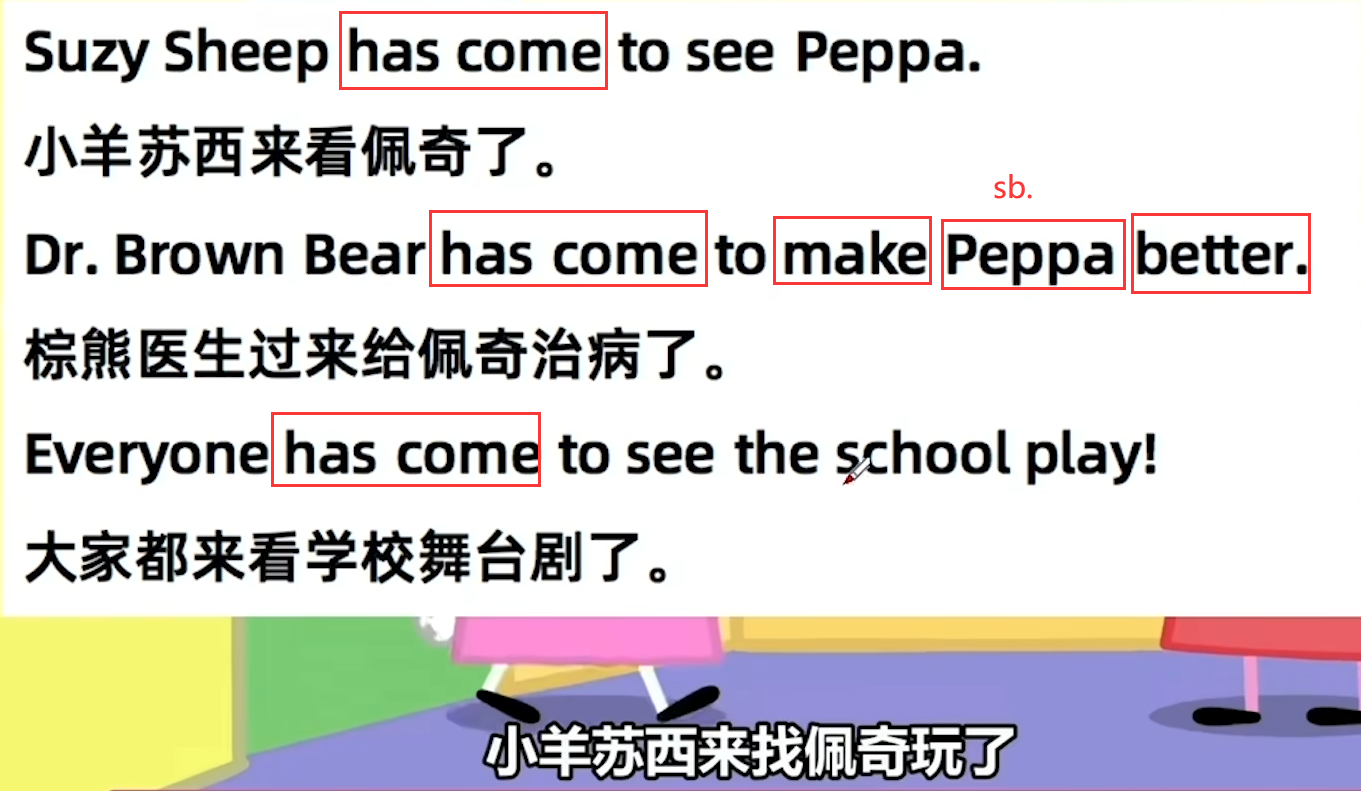 Suzy Sheep has come to see Peppa.
小羊苏西来看佩奇了。
sb.
Dr. Brown Bear has come to make Peppa better.
棕熊医生过来给佩奇治病了。
Everyone has come to see the school play!
大家都来看学校舞台剧了。
小羊苏西来找佩奇玩了